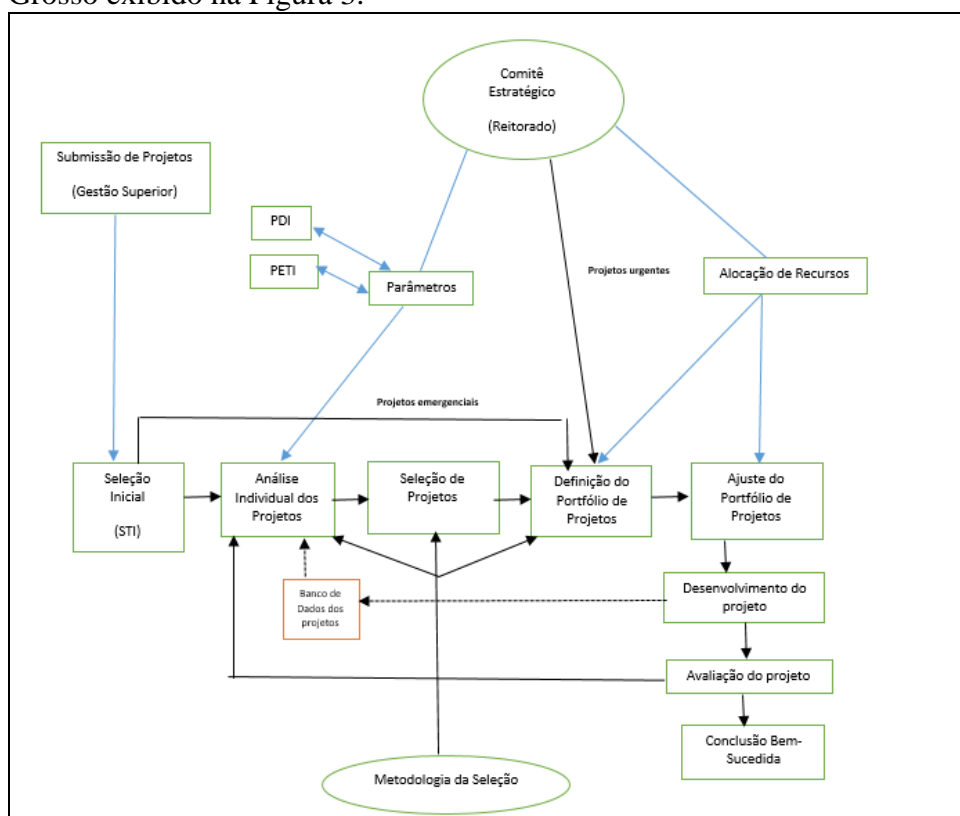 Grosso exibido na Figura 3.
Comitê
Estratégico
(Reitorado)
Submissão de Projetos
(Gestão Superior)
PDI
PETI
Parâmetros
Projetos urgentes
Alocação de Recursos
Projetos emergenciais
Seleção
Inicial
(STI)
Análise
Individual dos
Projetos
Seleção de
Projetos
Definição do
Portfólio de
Projetos
Ajuste do
Portfólio de
Projetos
Banco de
Dados dos
projetos
Desenvolvimento do
projeto
Avaliação do projeto
Conclusão Bem-
Sucedida
Metodologia da Seleção